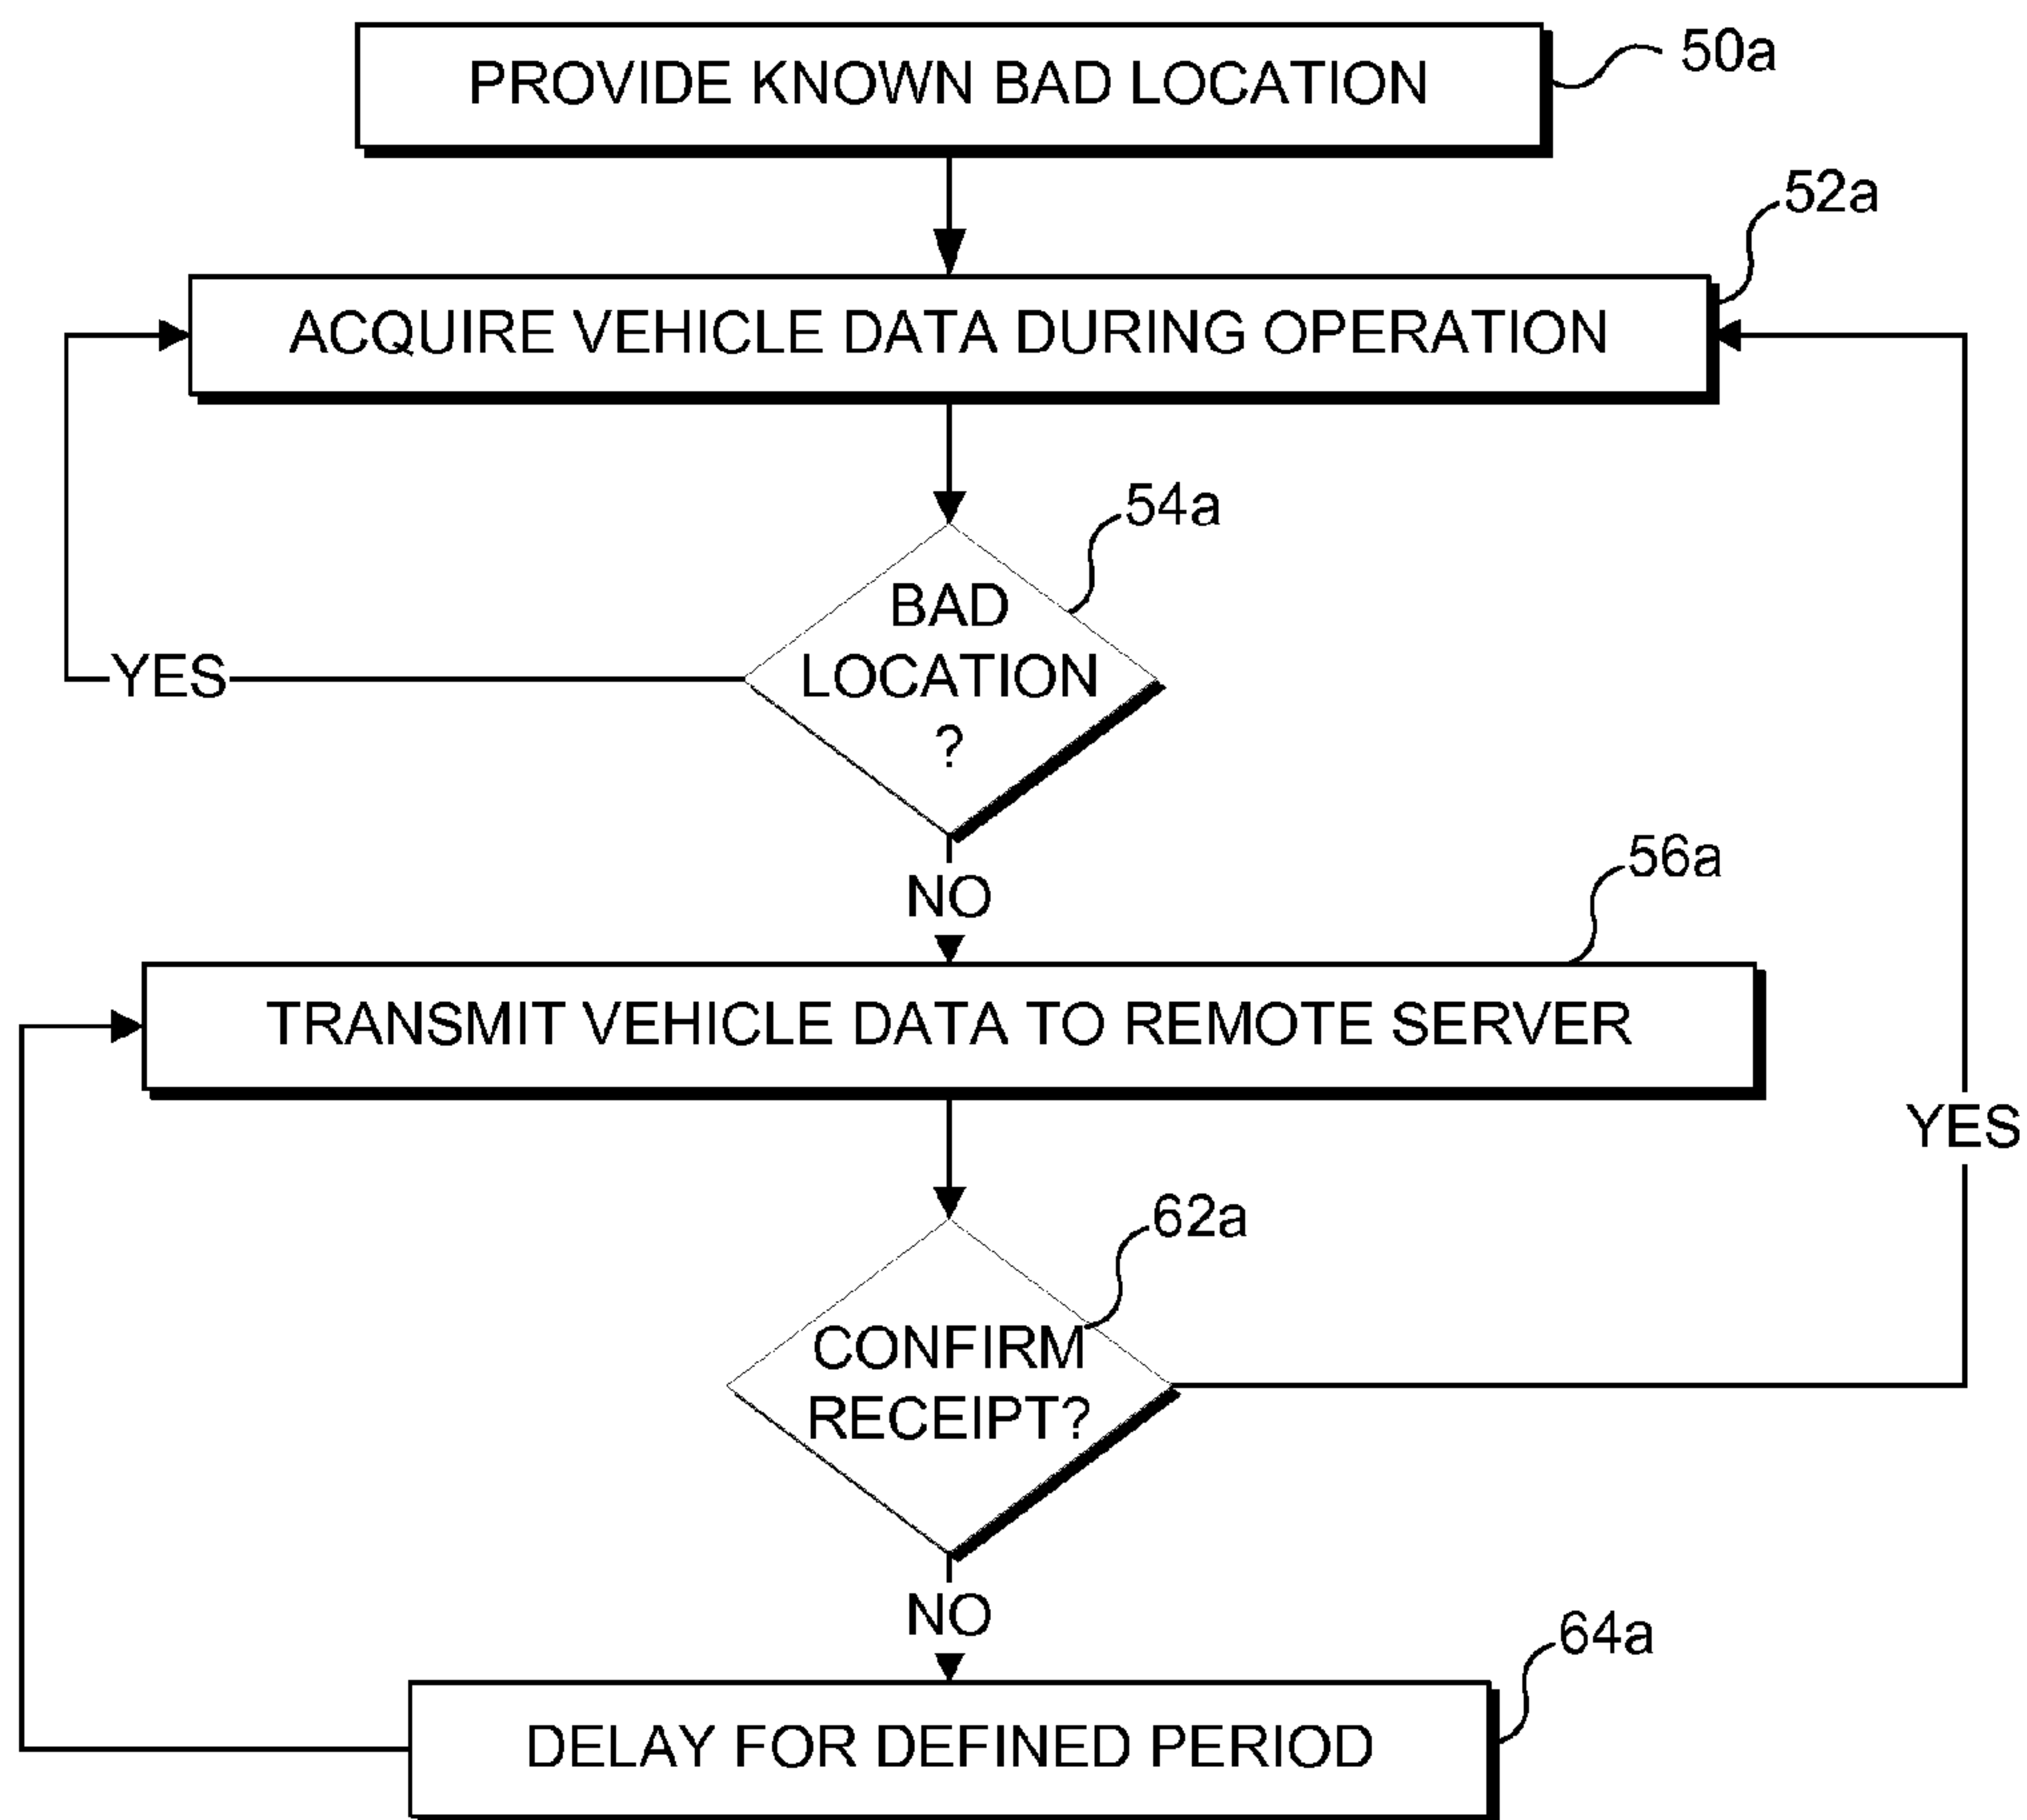 PROVIDE KNOWN BAD LOCATION
50a
52a
ACQUIRE VEHICLE DATA DURING OPERATION
54a
BAD
LOCATION
?
YES
NO
56a
TRANSMIT VEHICLE DATA TO REMOTE SERVER
YES
62a
CONFIRM
RECEIPT?
NO
64a
DELAY FOR DEFINED PERIOD